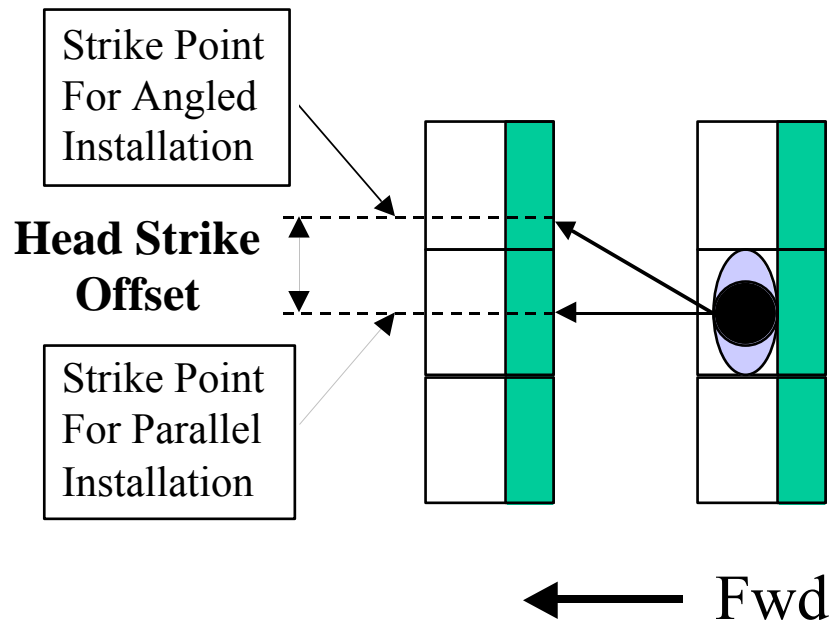 Strike Point
For Angled
Installation
Head Strike
Offset
Strike Point
For Parallel
Installation
Fwd